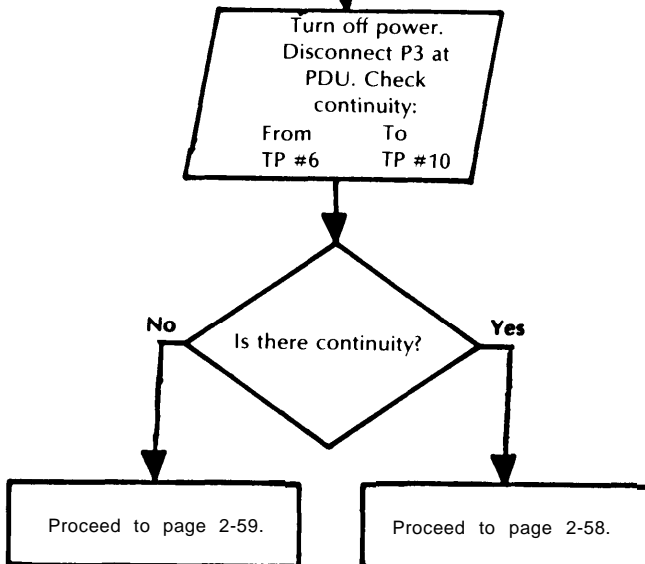 Turn off power.
Disconnect P3 at
PDU. Check
continuity:
From To
TP #6 TP #10
Is there continuity?
No Yes
Proceed to page 2-59. Proceed to page 2-58.